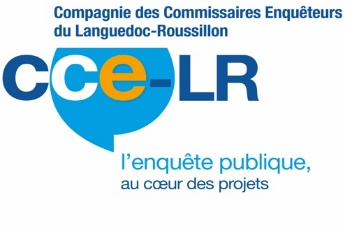 Compagnie des Commissaires Enquêteurs
du Languedoc-Roussillon
cce-LR
l'enquête publique,
au cœur des projets